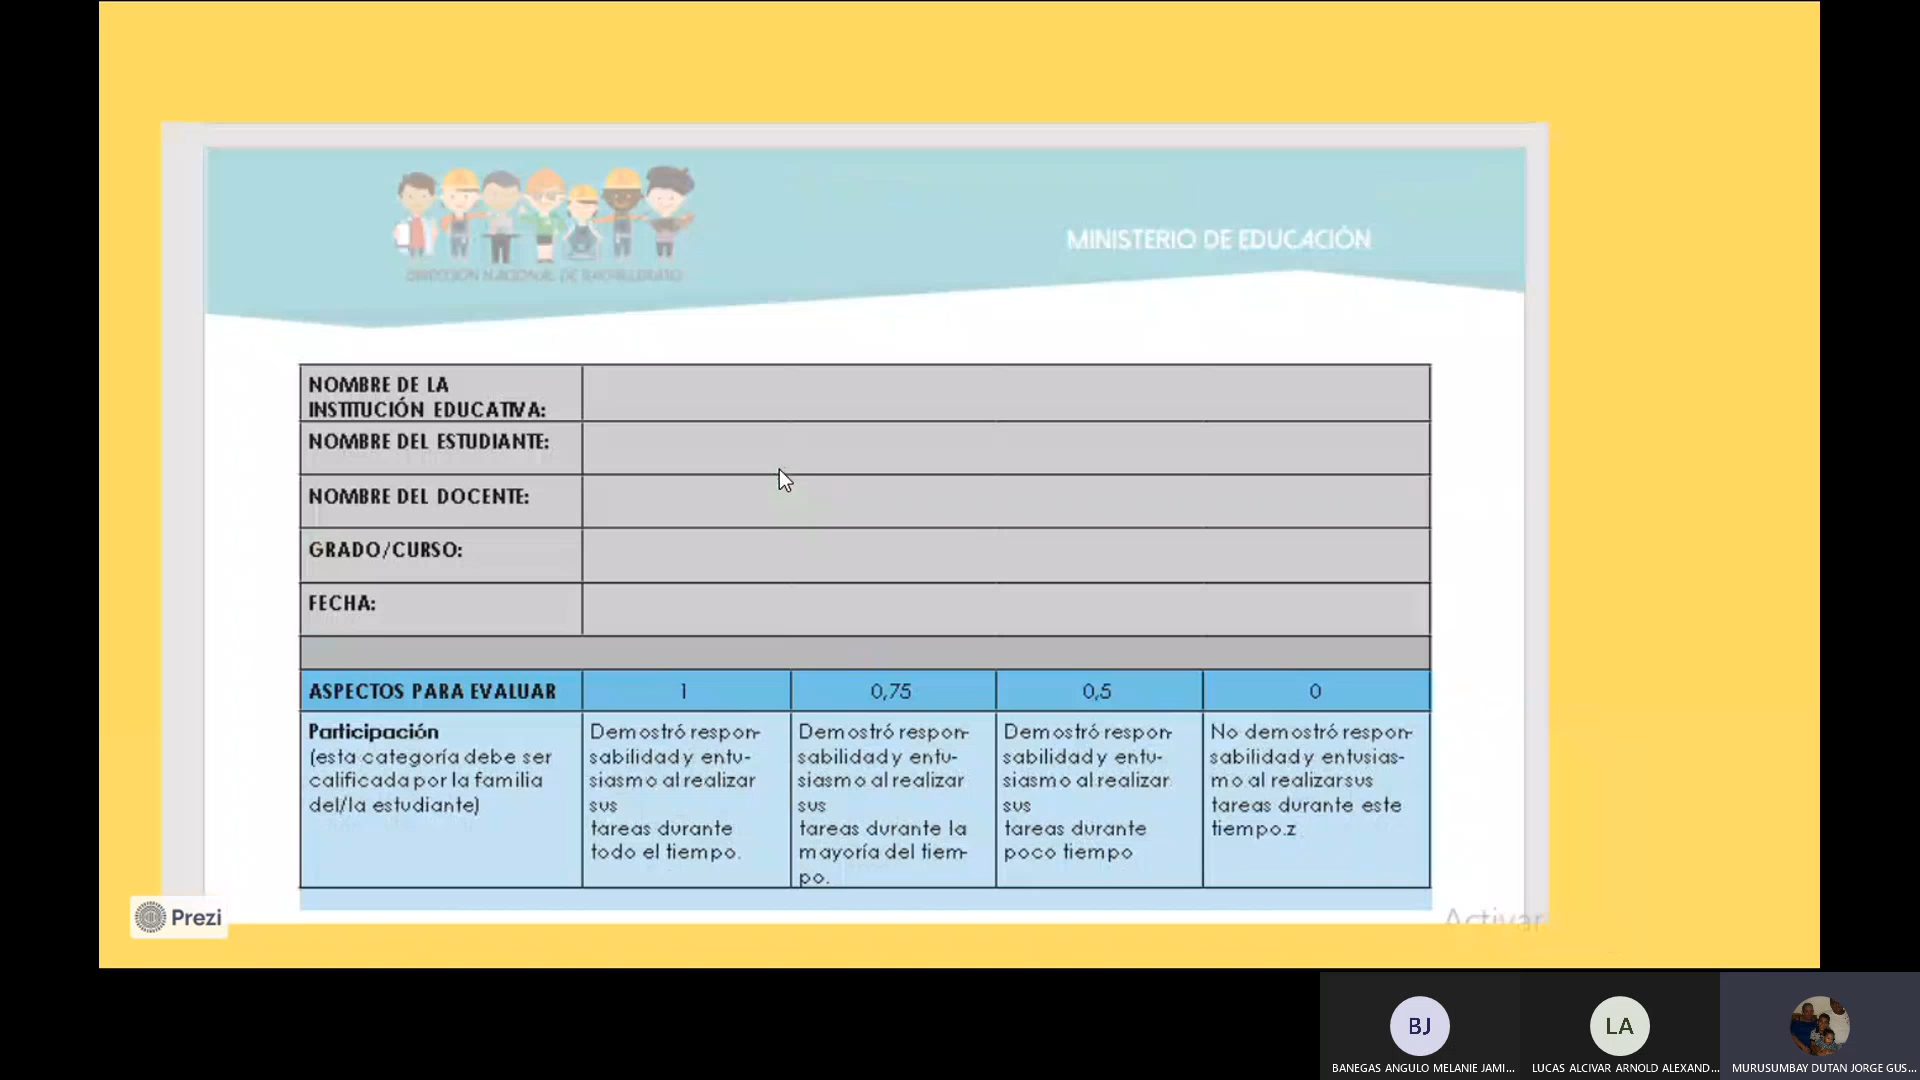 DIRECCIÓN NACIONAL DE BACHILLERATO
MINISTERIO DE EDUCACIÓN
NOMBRE DE LA
INSTITUCIÓN EDUCATIVA:
NOMBRE DEL ESTUDIANTE:
NOMBRE DEL DOCENTE:
GRADO/CURSO:
FECHA:
ASPECTOS PARA EVALUAR
1
0,75
0,5
0
Participación
(esta categoría debe ser
calificada por la familia
del/la estudiante)
Demostró respon-
sabilidad y entu-
siasmo al realizar
sus
tareas durante
todo el tiempo.
Demostró respon-
sabilidad y entu-
siasmo al realizar
sus
tareas durante la
mayoría del tiem-
po.
Demostró respon-
sabilidad y entu-
siasmo al realizar
sus
tareas durante
poco tiempo
No demostró respon-
sabilidad y entusias-
mo al realizar sus
tareas durante este
tiempo.z
Prezi
Activar
BJ
BANEGAS ANGULO MELANIE JAMI...
LA
LUCAS ALCIVAR ARNOLD ALEXAND...
MURUSUMBAY DUTAN JORGE GUS...